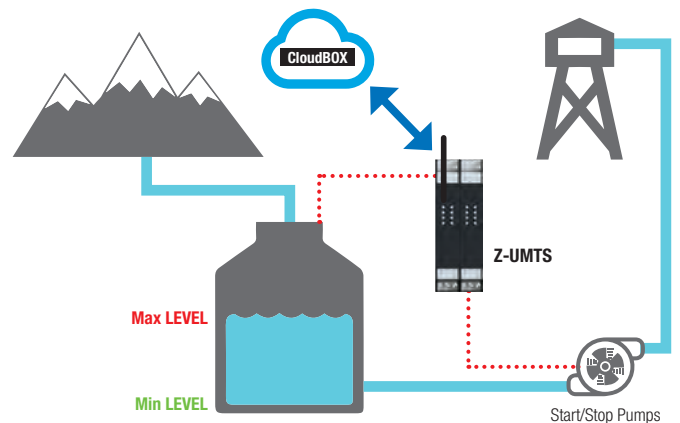 CloudBOX
Z-UMTS
Max LEVEL
Min LEVEL
Start/Stop Pumps